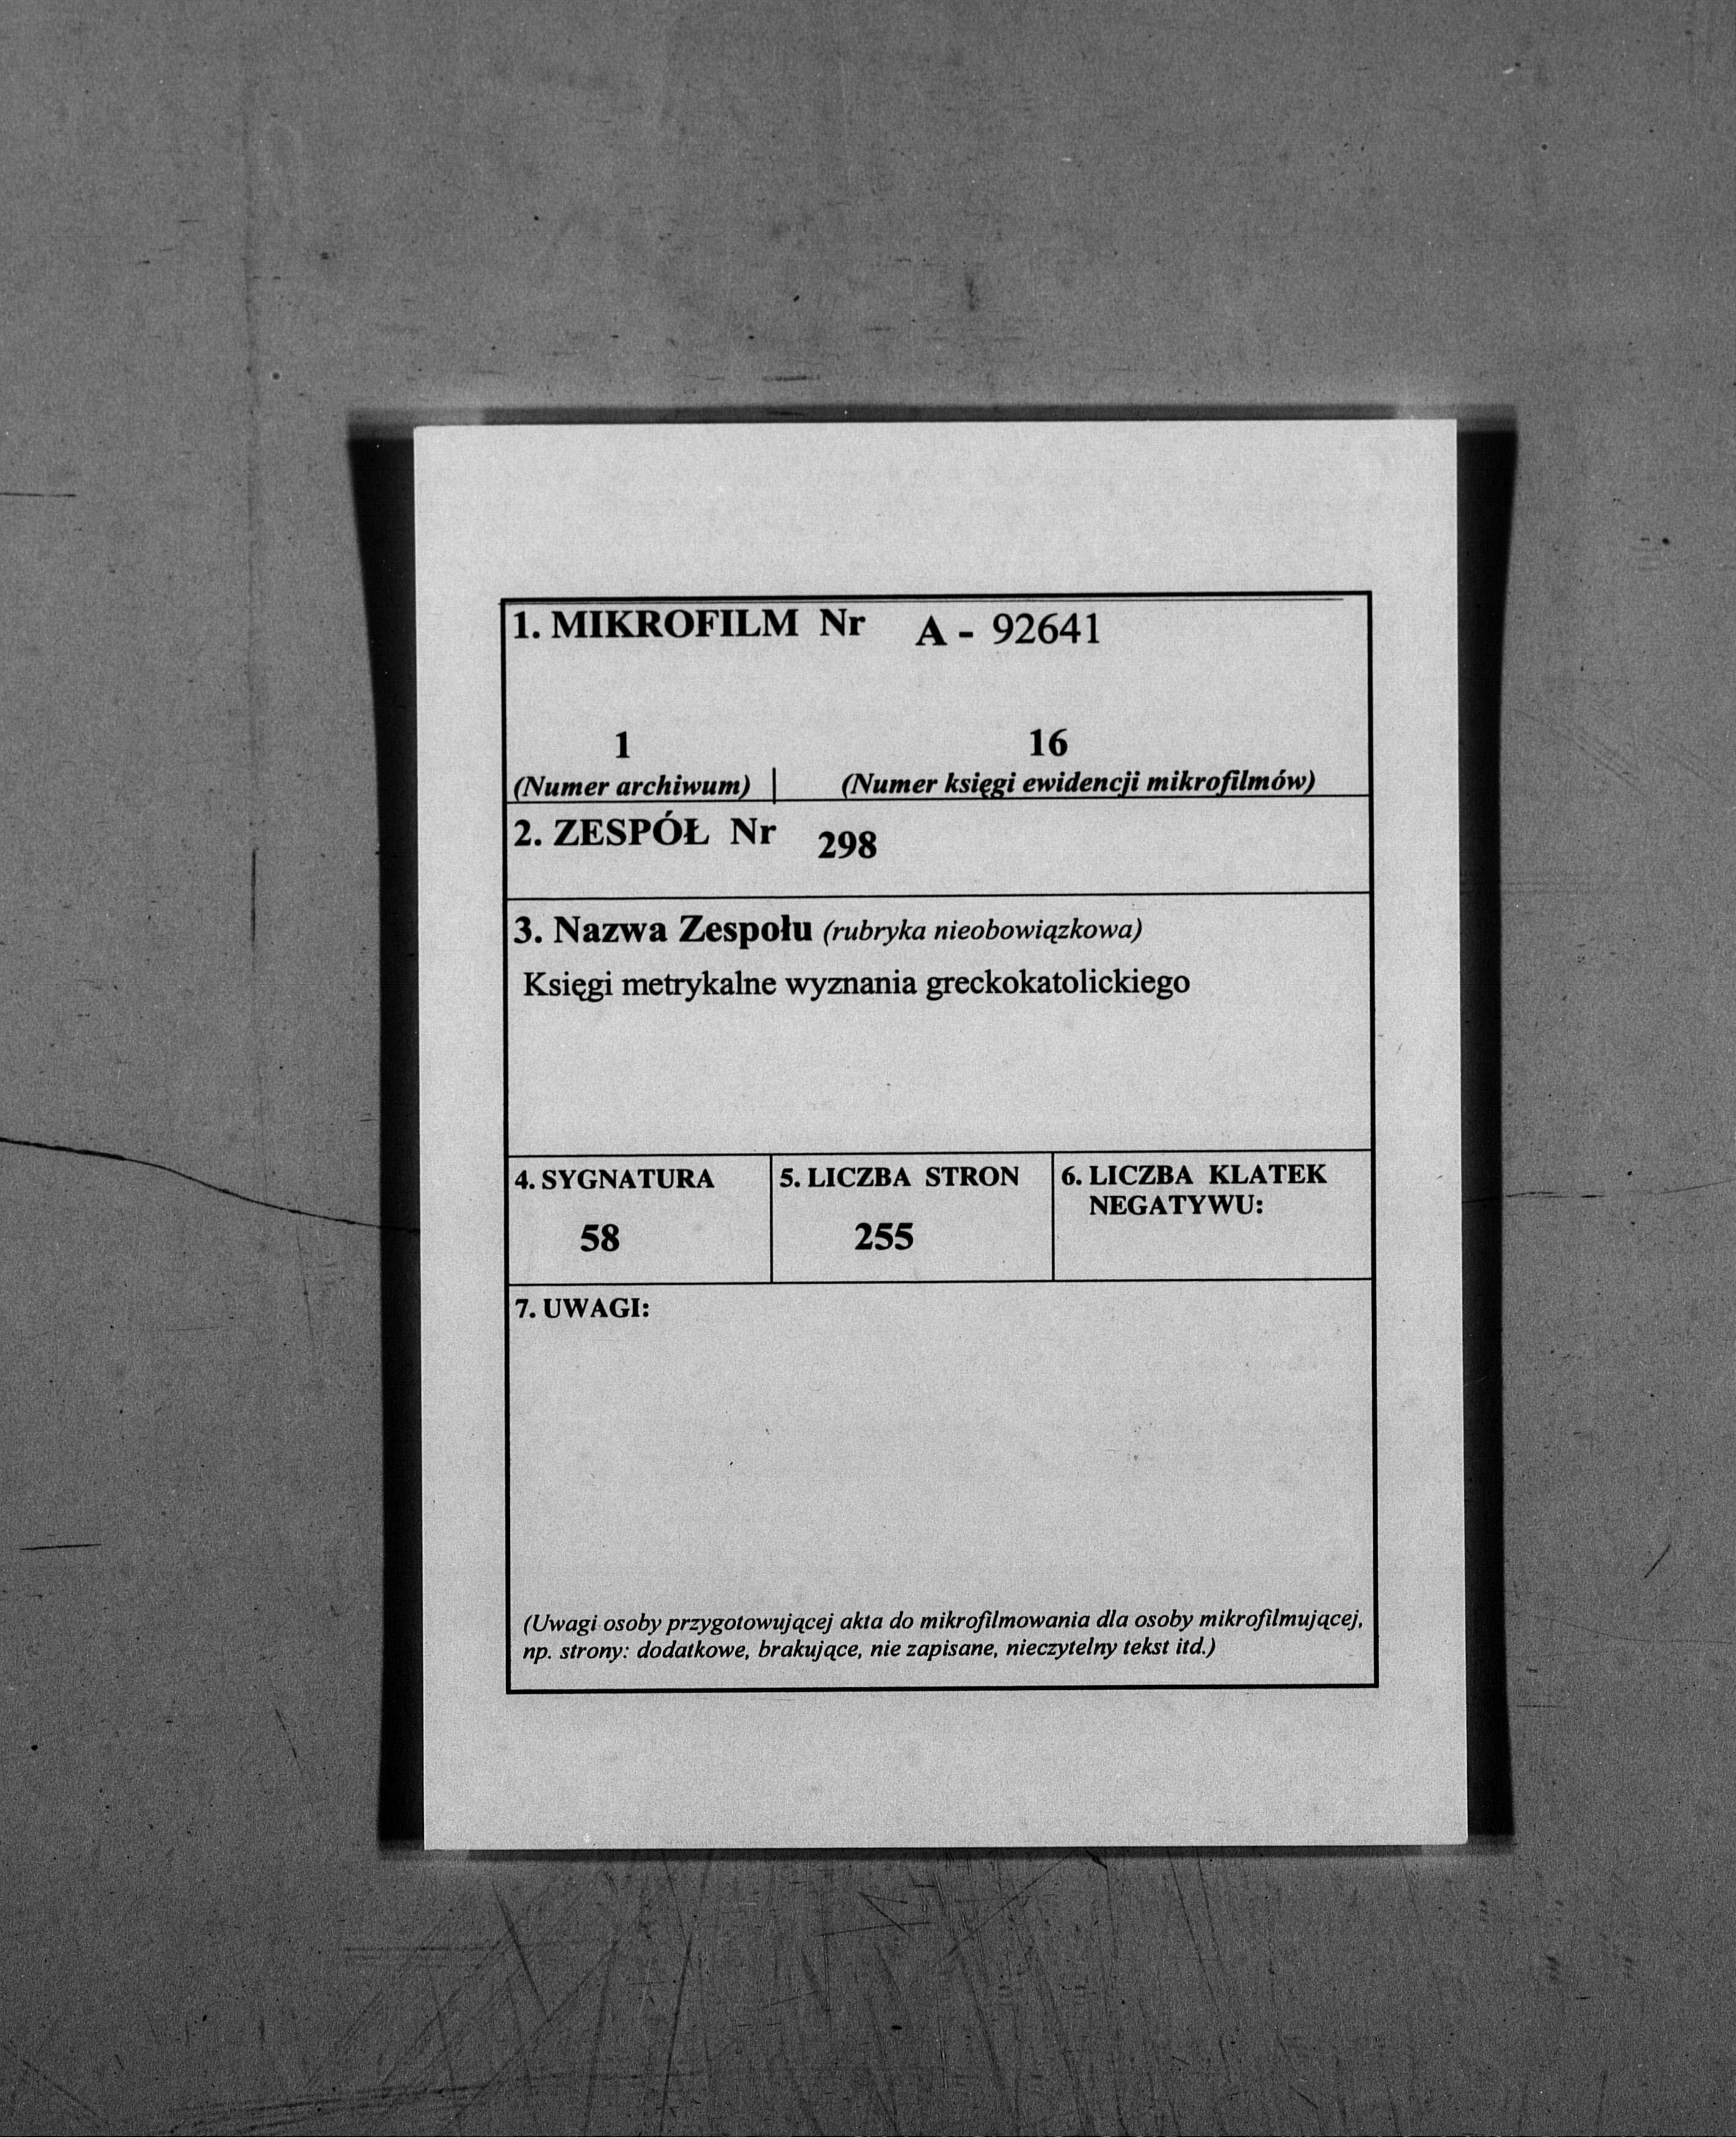 1. MIKROFILM Nr A - 92641
1 16
(Numer archiwum) | (Numer księgi ewidencji mikrofilmów)
2. ZESPÓŁ Nr 298
3. Nazwa Zespołu (rubryka nieobowiązkowa)
Księgi metrykalne wyznania greckokatolickiego
4. SYGNATURA
58
5. LICZBA STRON
255
6. LICZBA KLATEK
NEGATYWU:
7. UWAGI:
(Uwagi osoby przygotowującej akta do mikrofilmowania dla osoby mikrofilmującej,
np. strony: dodatkowe, brakujące, nie zapisane, nieczytelny tekst itd.)